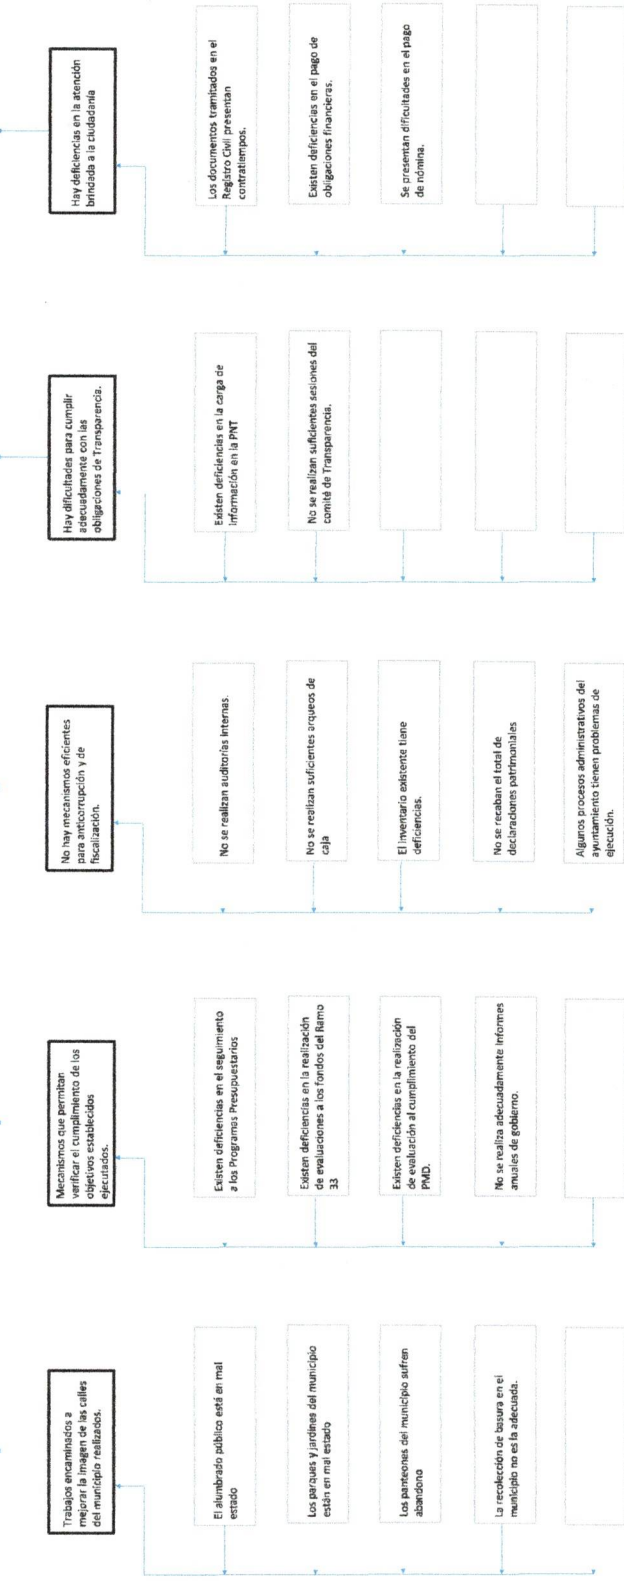 Trabajos encaminados a
mejorar la imagen de las calles
del municipio realizados.
El alumbrado público está en mal
estado
Los parques y jardines del municipio
están en mal estado
Los panteones del municipio sufren
abandono
La recolección de basura en el
municipio no es la adecuada.
Mecanismos que permitan
verificar el cumplimiento de los
objetivos establecidos
ejecutados.
Existen deficiencias en el seguimiento
a los Programas Presupuestarios
Existen deficiencias en la realización
de evaluaciones a los fondos del Ramo
33
Existen deficiencias en la realización
de evaluación al cumplimiento del
PMD.
No se realiza adecuadamente informes
anuales de gobierno.
No hay mecanismos eficientes
para anticorrupción y de
fiscalización.
No se realizan auditorías internas.
No se realizan suficientes arqueos de
caja
El inventario existente tiene
deficiencias.
No se recaban el total de
declaraciones patrimoniales
Algunos procesos administrativos del
ayuntamiento tienen problemas de
ejecución.
Hay dificultades para cumplir
adecuadamente con las
obligaciones de Transparencia.
Existen deficiencias en la carga de
información en la PNT
No se realizan suficientes sesiones del
comité de Transparencia.
Hay deficiencias en la atención
brindada a la ciudadanía
Los documentos tramitados en el
Registro Civil presentan
contratiempos.
Existen deficiencias en el pago de
obligaciones financieras.
Se presentan dificultades en el pago
de nómina.